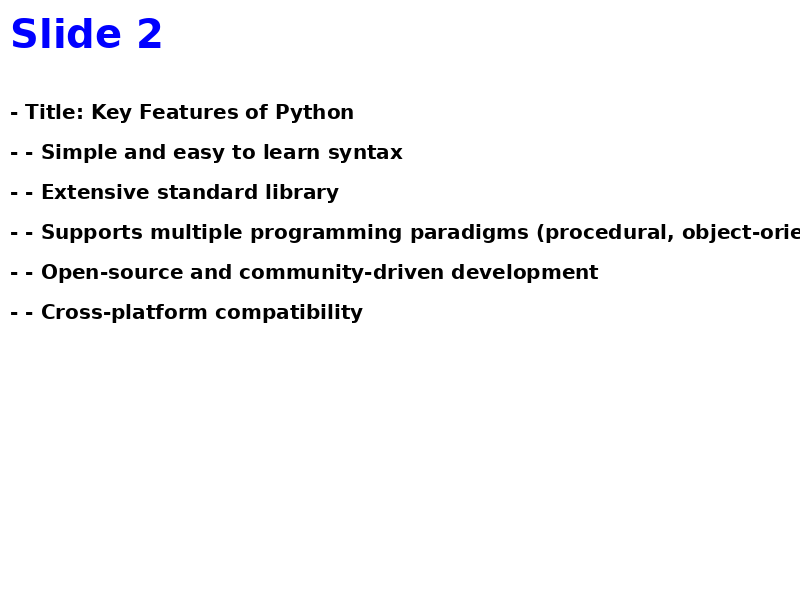 Slide 2
- Title: Key Features of Python
- - Simple and easy to learn syntax
- - Extensive standard library
- - Supports multiple programming paradigms (procedural, object-orie
- - Open-source and community-driven development
- - Cross-platform compatibility